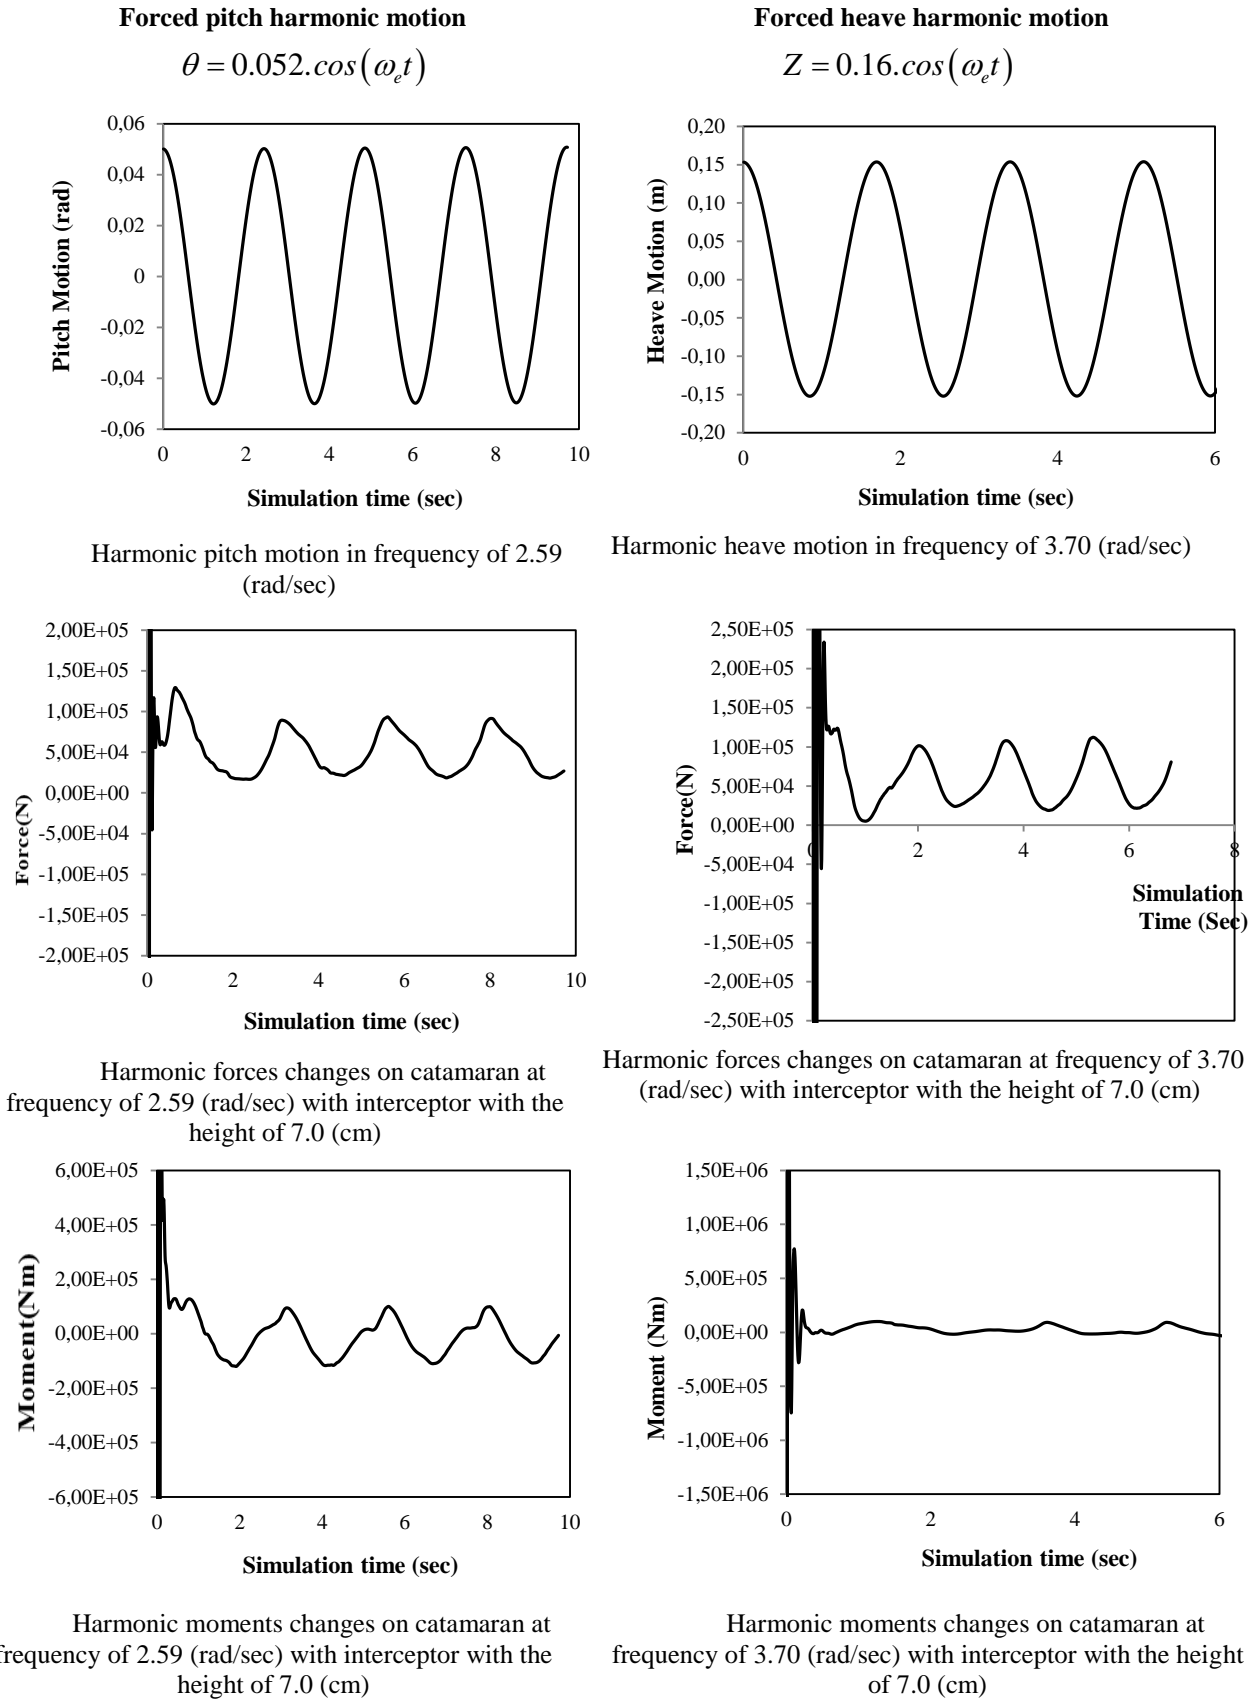 Forced pitch harmonic motion
θ = 0.052.cos(ωₑt)
0,06
0,04
0,02
0
-0,02
-0,04
-0,06
Pitch Motion (rad)
0 2 4 6 8 10
Simulation time (sec)
Harmonic pitch motion in frequency of 2.59
(rad/sec)
Forced heave harmonic motion
Z = 0.16.cos(ωₑt)
0,20
0,15
0,10
0,05
0,00
-0,05
-0,10
-0,15
-0,20
Heave Motion (m)
0 2 4 6
Simulation time (sec)
Harmonic heave motion in frequency of 3.70 (rad/sec)
2,00E+05
1,50E+05
1,00E+05
5,00E+04
0,00E+00
-5,00E+04
-1,00E+05
-1,50E+05
-2,00E+05
Force(N)
0 2 4 6 8 10
Simulation time (sec)
Harmonic forces changes on catamaran at
frequency of 2.59 (rad/sec) with interceptor with the
height of 7.0 (cm)
2,50E+05
2,00E+05
1,50E+05
1,00E+05
5,00E+04
0,00E+00
-5,00E+04
-1,00E+05
-1,50E+05
-2,00E+05
-2,50E+05
Force(N)
0 2 4 6 8
Simulation
Time (Sec)
Harmonic forces changes on catamaran at frequency of 3.70
(rad/sec) with interceptor with the height of 7.0 (cm)
6,00E+05
4,00E+05
2,00E+05
0,00E+00
-2,00E+05
-4,00E+05
-6,00E+05
Moment(Nm)
0 2 4 6 8 10
Simulation time (sec)
Harmonic moments changes on catamaran at
frequency of 2.59 (rad/sec) with interceptor with the
height of 7.0 (cm)
1,50E+06
1,00E+06
5,00E+05
0,00E+00
-5,00E+05
-1,00E+06
-1,50E+06
Moment (Nm)
0 2 4 6
Simulation time (sec)
Harmonic moments changes on catamaran at
frequency of 3.70 (rad/sec) with interceptor with the height
of 7.0 (cm)